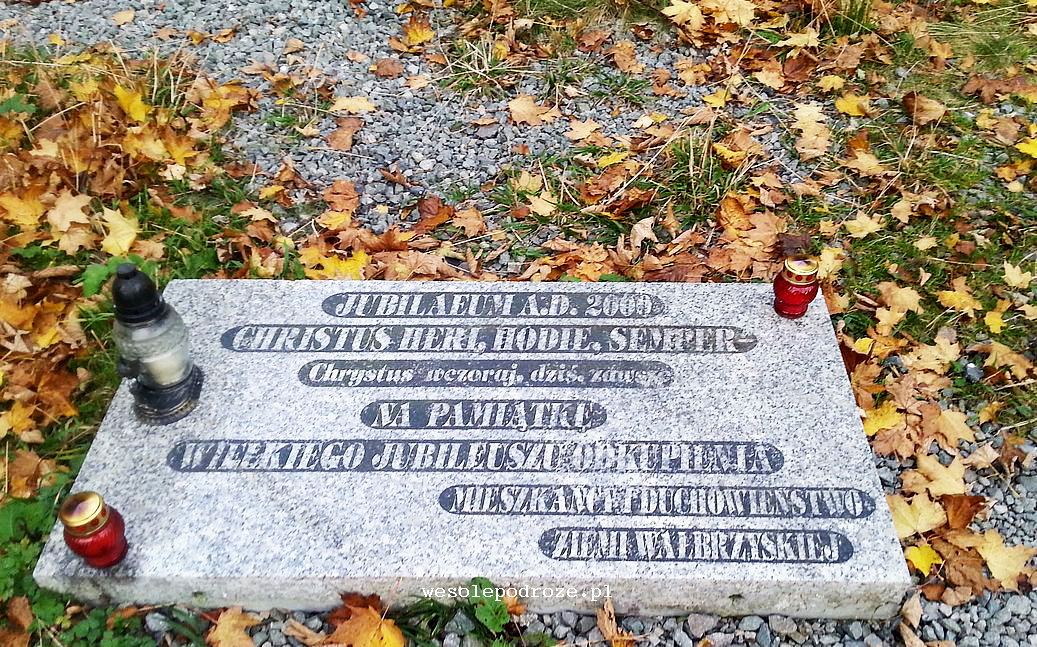 JUBILAEUM A.D. 2000
CHRISTUS HERI, HODIE, SEMPER
Chrystus wczoraj, dziś, zawsze
NA PAMIĄTKĘ
WIELKIEGO JUBILEUSZU ODKUPIENIA
MIESZKAŃCY I DUCHOWIEŃSTWO
ZIEMI WAŁBRZYSKIEJ
wesolepodroze.pl